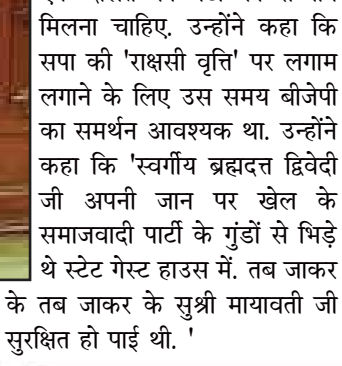 मिलना चाहिए. उन्होंने कहा कि
सपा की 'राक्षसी वृत्ति' पर लगाम
लगाने के लिए उस समय बीजेपी
का समर्थन आवश्यक था. उन्होंने
कहा कि 'स्वर्गीय ब्रह्मदत्त द्विवेदी
जी अपनी जान पर खेल के
समाजवादी पार्टी के गुंडों से भिड़े
थे स्टेट गेस्ट हाउस में. तब जाकर
के तब जाकर के सुश्री मायावती जी
सुरक्षित हो पाई थी. '